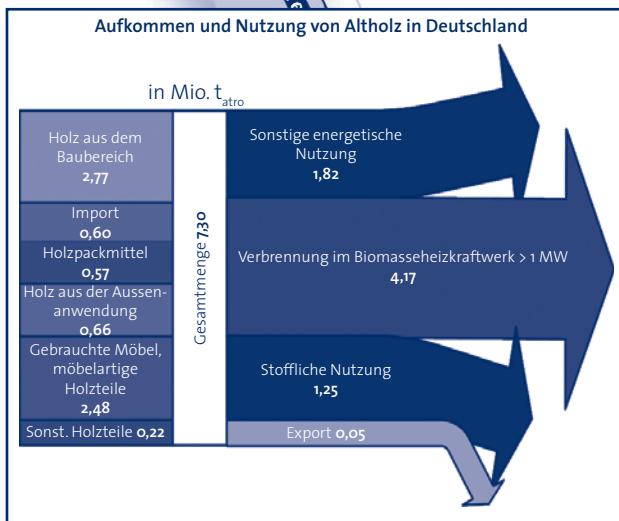 Aufkommen und Nutzung von Altholz in Deutschland
in Mio. t atro
Holz aus dem
Baubereich
2,77
Import
0,60
Holzpackmittel
0,57
Holz aus der Aussen-
anwendung
0,66
Gebrauchte Möbel,
möbelartige
Holzteile
2,48
Sonst. Holzteile 0,22
Gesamtmenge 7,30
Sonstige energetische
Nutzung
1,82
Verbrennung im Biomasseheizkraftwerk > 1 MW
4,17
Stoffliche Nutzung
1,25
Export 0,05